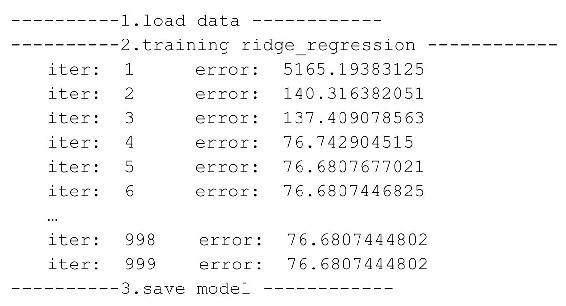 ----------1.load data ------------
----------2.training ridge_regression ------------
iter: 1 error: 5165.19383125
iter: 2 error: 140.316382051
iter: 3 error: 137.409078563
iter: 4 error: 76.742904515
iter: 5 error: 76.6807677021
iter: 6 error: 76.6807446825
…
iter: 998 error: 76.6807444802
iter: 999 error: 76.6807444802
----------3.save model ------------